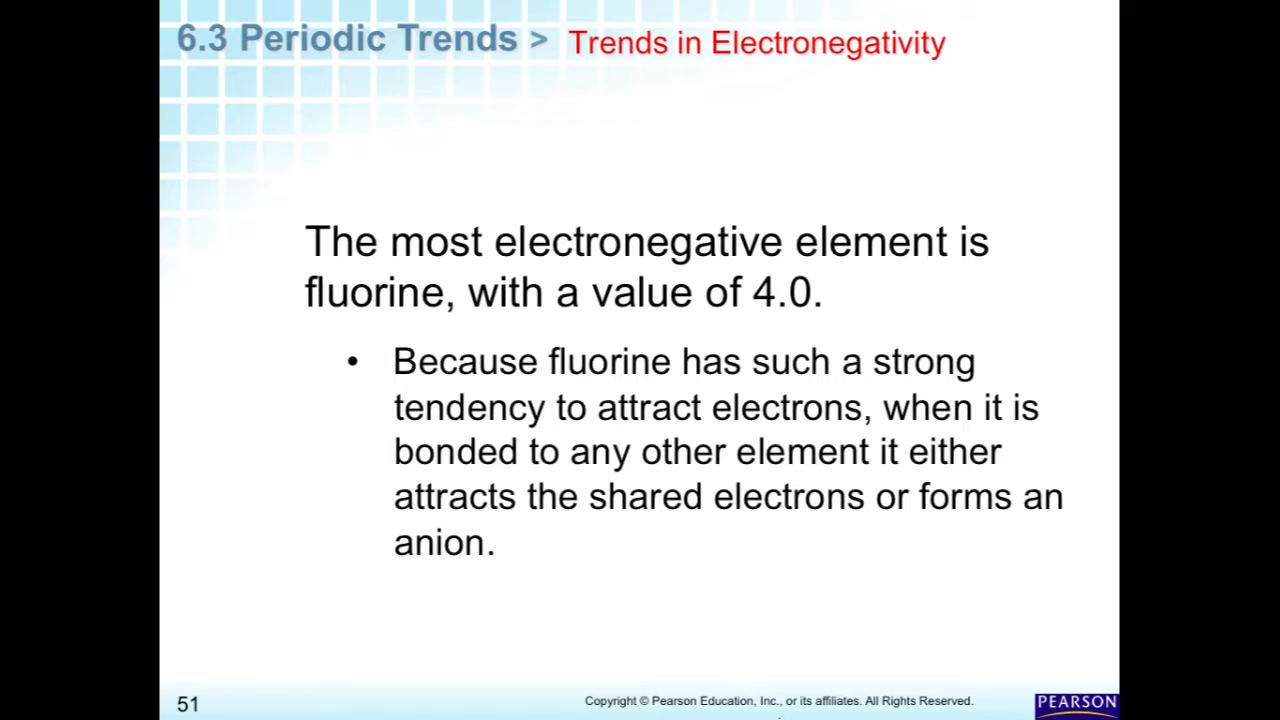 6.3 Periodic Trends > Trends in Electronegativity
The most electronegative element is
fluorine, with a value of 4.0.
• Because fluorine has such a strong
tendency to attract electrons, when it is
bonded to any other element it either
attracts the shared electrons or forms an
anion.
51 Copyright © Pearson Education, Inc., or its affiliates. All Rights Reserved. PEARSON